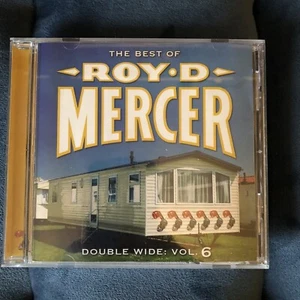 THE BEST OF
ROY·D
MERCER
DOUBLE WIDE: VOL. 6